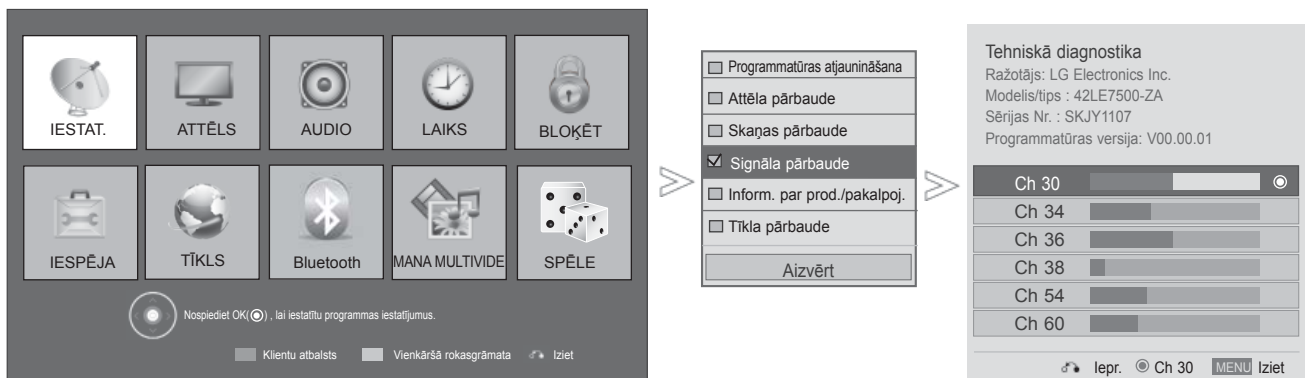 IESTAT.
ATTĒLS
AUDIO
LAIKS
BLOĶĒT
IESPĒJA
TĪKLS
Bluetooth
MANA MULTIVIDE
SPĒLE
Nospiediet OK( ) , lai iestatītu programmas iestatījumus.
Klientu atbalsts
Vienkāršā rokasgrāmata
Iziet
Programmatūras atjaunināšana
Attēla pārbaude
Skaņas pārbaude
Signāla pārbaude
Inform. par prod./pakalpoj.
Tīkla pārbaude
Aizvērt
Tehniskā diagnostika
Ražotājs: LG Electronics Inc.
Modelis/tips : 42LE7500-ZA
Sērijas Nr. : SKJY1107
Programmatūras versija: V00.00.01
Ch 30
Ch 34
Ch 36
Ch 38
Ch 54
Ch 60
Iepr. Ch 30 MENU Iziet